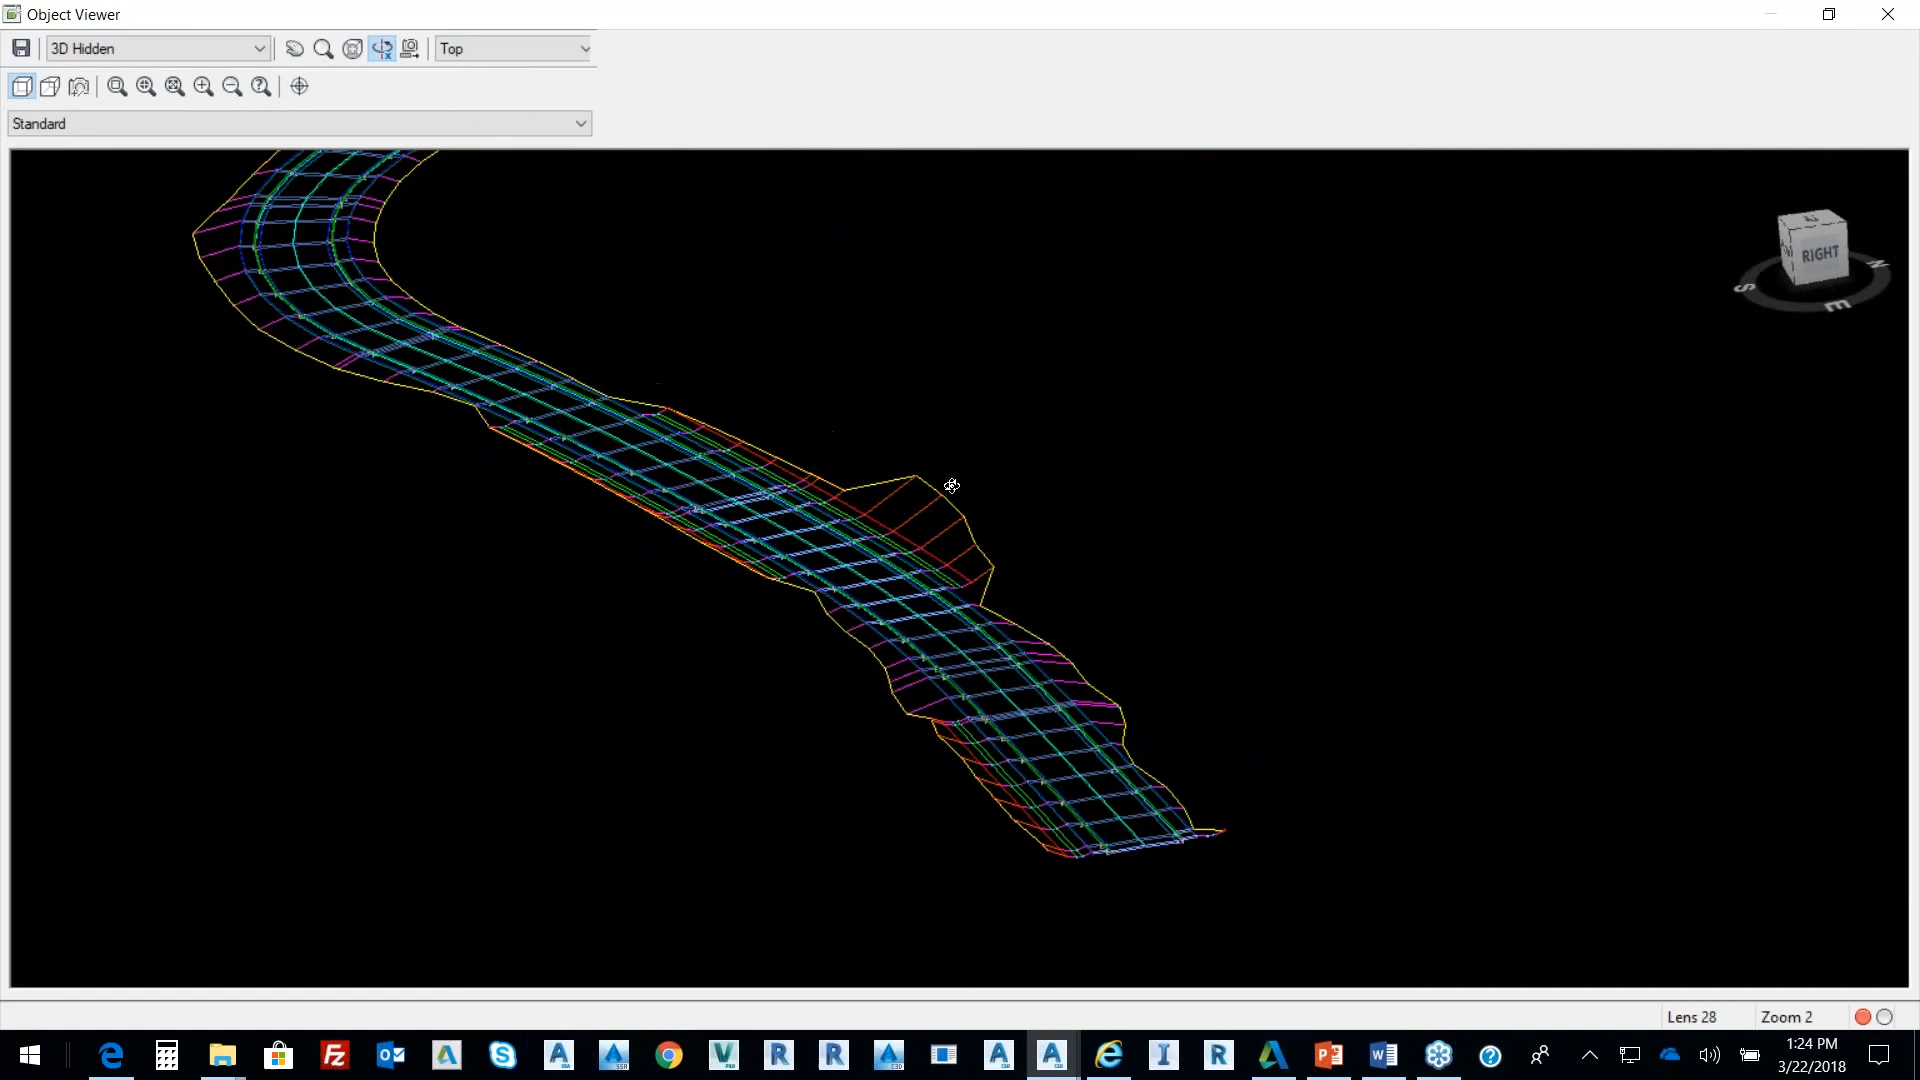 Object Viewer
3D Hidden
Top
Standard
RIGHT
S
E
N
Lens 28
Zoom 2
1:24 PM
3/22/2018